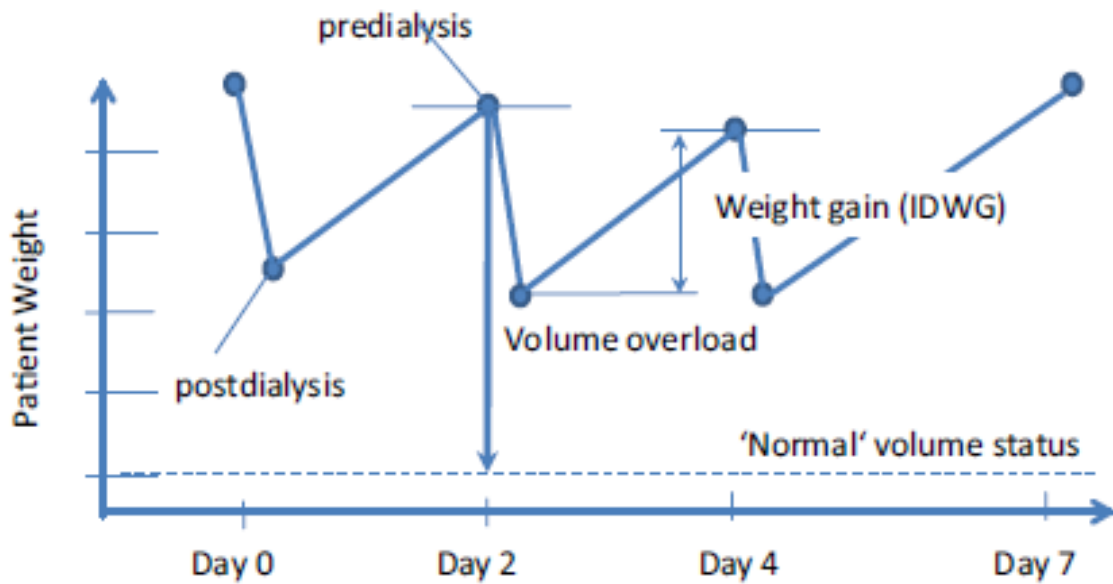 predialysis
Patient Weight
Weight gain (IDWG)
Volume overload
postdialysis
‘Normal‘ volume status
Day 0
Day 2
Day 4
Day 7